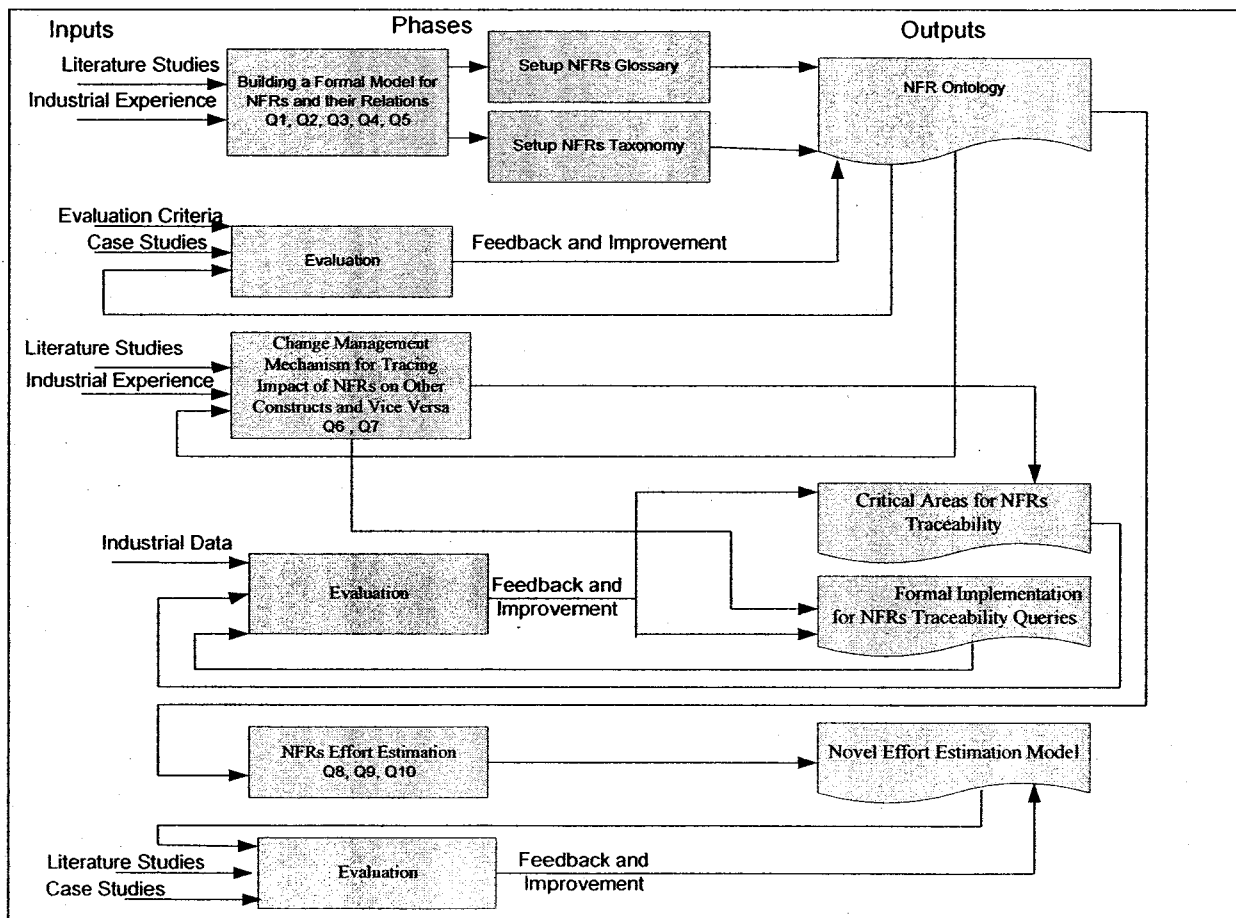 Inputs
Phases
Outputs
Literature Studies
Industrial Experience
Building a Formal Model for
NFRs and their Relations
Q1, Q2, Q3, Q4, Q5
Setup NFRs Glossary
Setup NFRs Taxonomy
NFR Ontology
Evaluation Criteria
Case Studies
Evaluation
Feedback and Improvement
Literature Studies
Industrial Experience
Change Management
Mechanism for Tracing
Impact of NFRs on Other
Constructs and Vice Versa
Q6 , Q7
Critical Areas for NFRs
Traceability
Industrial Data
Evaluation
Feedback and
Improvement
Formal Implementation
for NFRs Traceability Queries
NFRs Effort Estimation
Q8, Q9, Q10
Novel Effort Estimation Model
Literature Studies
Case Studies
Evaluation
Feedback and
Improvement